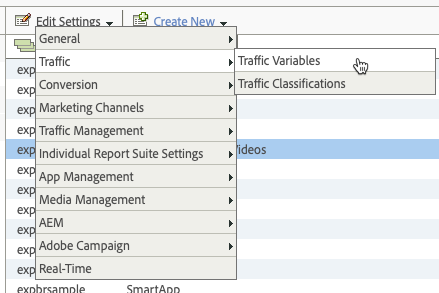 Edit Settings Create New
General
Traffic
Traffic Variables
Conversion
Traffic Classifications
Marketing Channels
Traffic Management
Individual Report Suite Settings
App Management
Media Management
AEM
Adobe Campaign
Real-Time
exp
exp
exp
exp
exp
exp
exp
exp
exp
exp
exp
expbrsample SmartApp